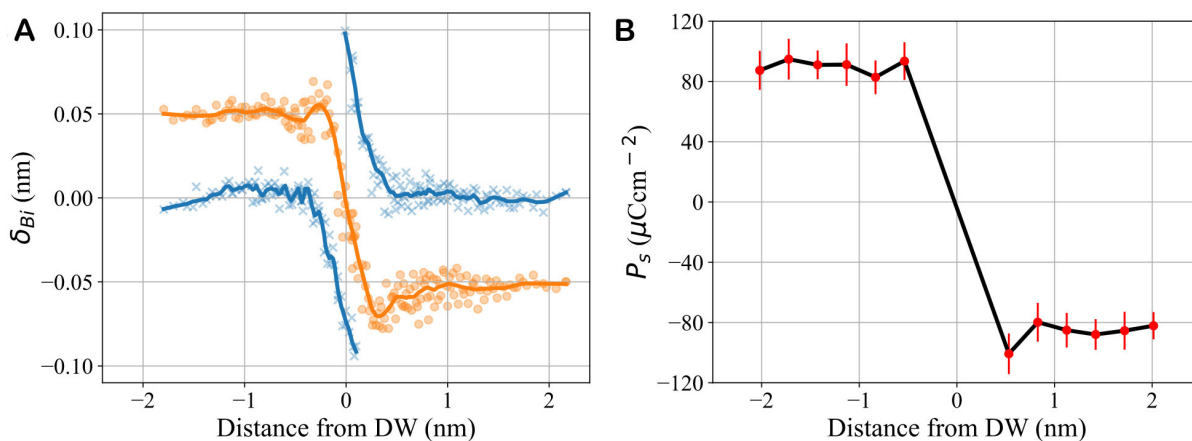 A
0.10
0.05
0.00
−0.05
−0.10
δBi (nm)
−2 −1 0 1 2
Distance from DW (nm)
B
120
80
40
0
−40
−80
−120
Ps (μCcm−2)
−2 −1 0 1 2
Distance from DW (nm)